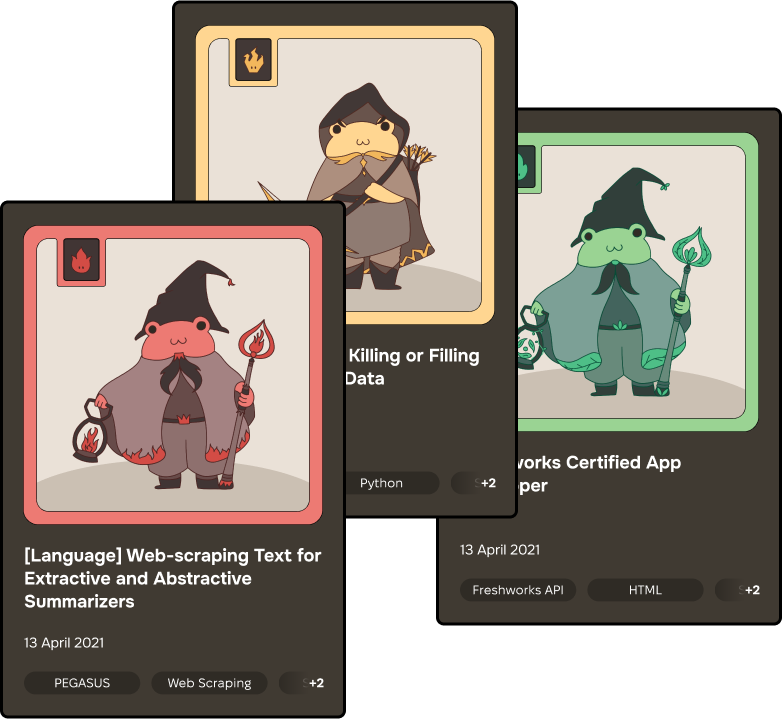 [Language] Web-scraping Text for
Extractive and Abstractive
Summarizers
13 April 2021
PEGASUS
Web Scraping
+2
Killing or Filling
Data
Python
+2
works Certified App
per
13 April 2021
Freshworks API
HTML
+2